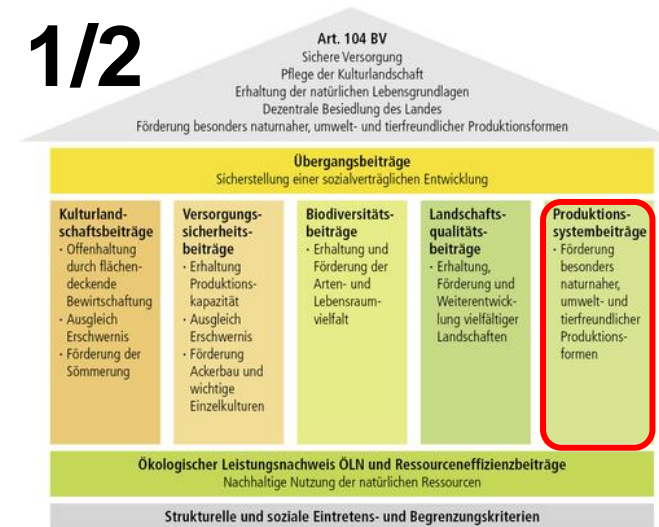 1/2
Art. 104 BV
Sichere Versorgung
Pflege der Kulturlandschaft
Erhaltung der natürlichen Lebensgrundlagen
Dezentrale Besiedlung des Landes
Förderung besonders naturnaher, umwelt- und tierfreundlicher Produktionsformen
Übergangsbeiträge
Sicherstellung einer sozialverträglichen Entwicklung
Kulturland-
schaftsbeiträge
· Offenhaltung
durch flächen-
deckende
Bewirtschaftung
· Ausgleich
Erschwernis
· Förderung der
Sömmerung
Versorgungs-
sicherheits-
beiträge
· Erhaltung
Produktions-
kapazität
· Ausgleich
Erschwernis
· Förderung
Ackerbau und
wichtige
Einzelkulturen
Biodiversitäts-
beiträge
· Erhaltung und
Förderung der
Arten- und
Lebensraum-
vielfalt
Landschafts-
qualitäts-
beiträge
· Erhaltung,
Förderung und
Weiterentwick-
lung vielfältiger
Landschaften
Produktions-
systembeiträge
· Förderung
besonders
naturnaher,
umwelt- und
tierfreundlicher
Produktions-
formen
Ökologischer Leistungsnachweis ÖLN und Ressourceneffizienzbeiträge
Nachhaltige Nutzung der natürlichen Ressourcen
Strukturelle und soziale Eintretens- und Begrenzungskriterien